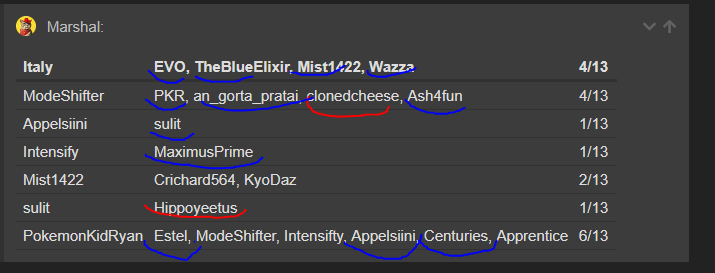 Marshal:
Italy EVO, TheBlueElixir, Mist1422, Wazza 4/13
ModeShifter PKR, an_gorta_pratai, clonedcheese, Ash4fun 4/13
Appelsiini sulit 1/13
Intensify MaximusPrime 1/13
Mist1422 Crichard564, KyoDaz 2/13
sulit Hippoyeetus 1/13
PokemonKidRyan Estel, ModeShifter, Intensifty, Appelsiini, Centuries, Apprentice 6/13